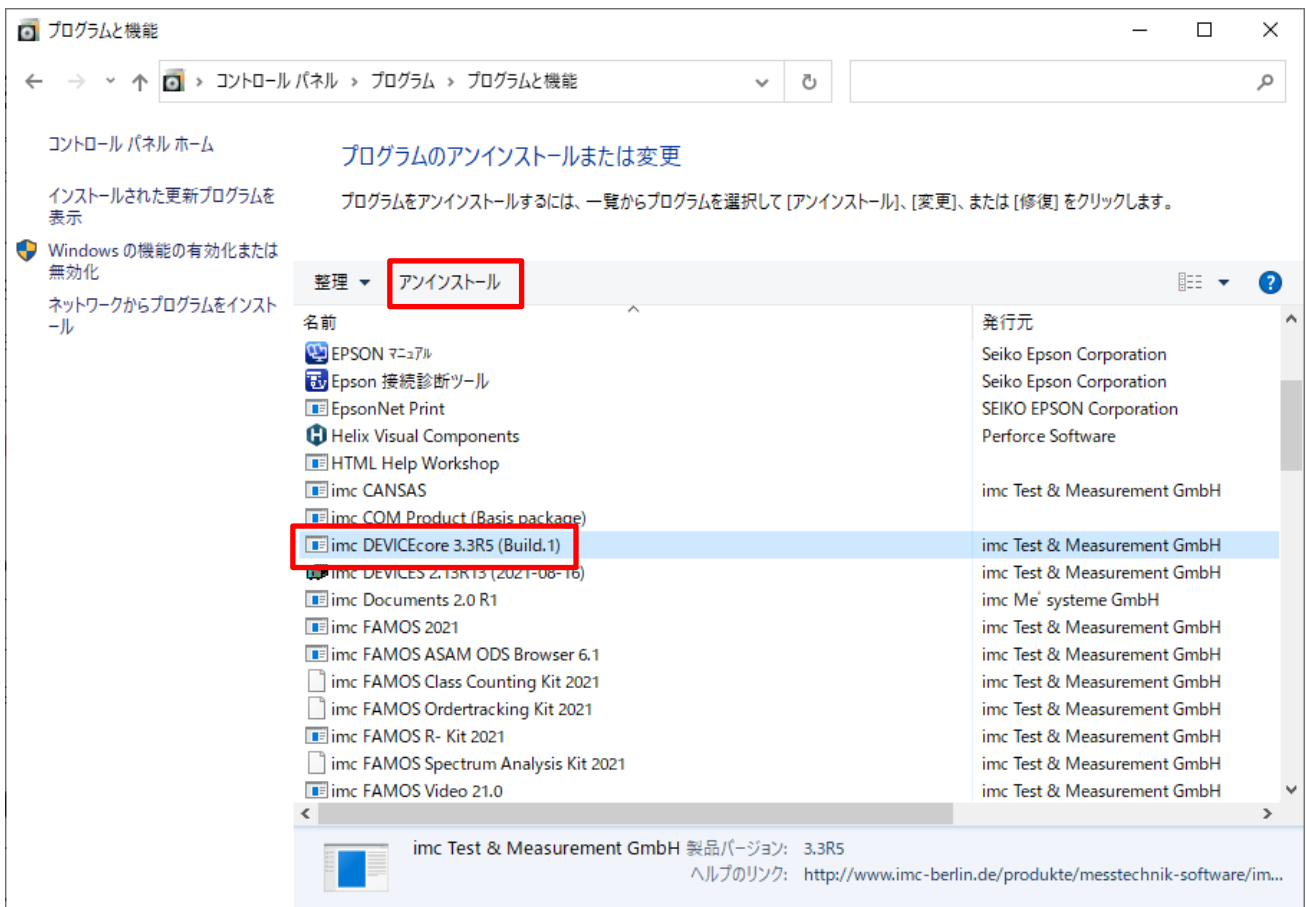 プログラムと機能
コントロール パネル › プログラム › プログラムと機能
コントロール パネル ホーム
インストールされた更新プログラムを
表示
Windows の機能の有効化または
無効化
ネットワークからプログラムをインスト
ール
プログラムのアンインストールまたは変更
プログラムをアンインストールするには、一覧からプログラムを選択して [アンインストール]、[変更]、または [修復] をクリックします。
整理 アンインストール
名前 発行元
EPSON マニュアル Seiko Epson Corporation
Epson 接続診断ツール Seiko Epson Corporation
EpsonNet Print SEIKO EPSON Corporation
Helix Visual Components Perforce Software
HTML Help Workshop
imc CANSAS imc Test & Measurement GmbH
imc COM Product (Basis package)
imc DEVICEcore 3.3R5 (Build.1) imc Test & Measurement GmbH
imc DEVICES 2.13R13 (2021-08-16) imc Test & Measurement GmbH
imc Documents 2.0 R1 imc Me゚systeme GmbH
imc FAMOS 2021 imc Test & Measurement GmbH
imc FAMOS ASAM ODS Browser 6.1 imc Test & Measurement GmbH
imc FAMOS Class Counting Kit 2021 imc Test & Measurement GmbH
imc FAMOS Ordertracking Kit 2021 imc Test & Measurement GmbH
imc FAMOS R- Kit 2021 imc Test & Measurement GmbH
imc FAMOS Spectrum Analysis Kit 2021 imc Test & Measurement GmbH
imc FAMOS Video 21.0 imc Test & Measurement GmbH
imc Test & Measurement GmbH 製品バージョン: 3.3R5
ヘルプのリンク: http://www.imc-berlin.de/produkte/messtechnik-software/im...